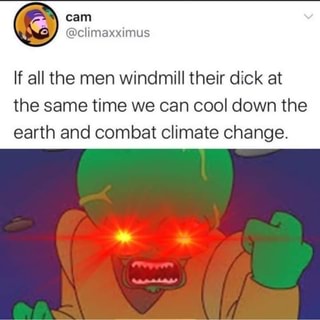 cam
@climaxximus
If all the men windmill their dick at
the same time we can cool down the
earth and combat climate change.